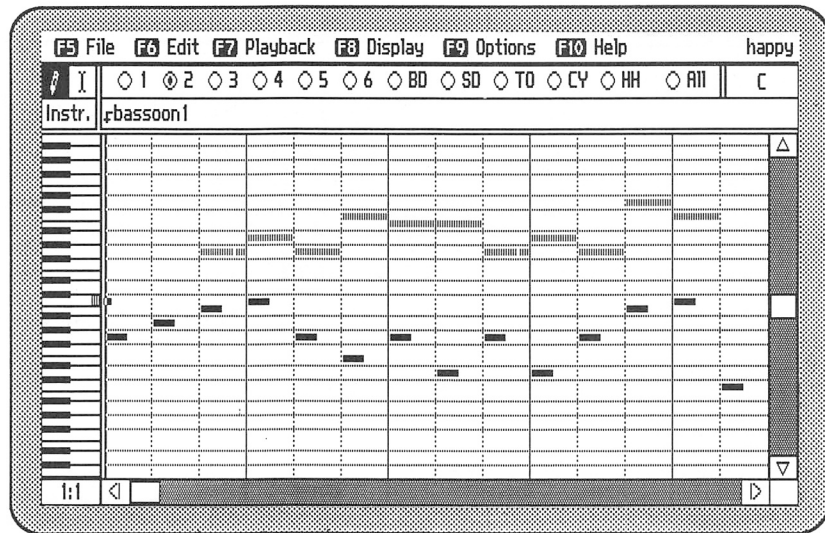 F5 File F6 Edit F7 Playback F8 Display F9 Options F10 Help happy
1 2 3 4 5 6 BD SD TO CY HH All C
Instr. bassoon1
1:1